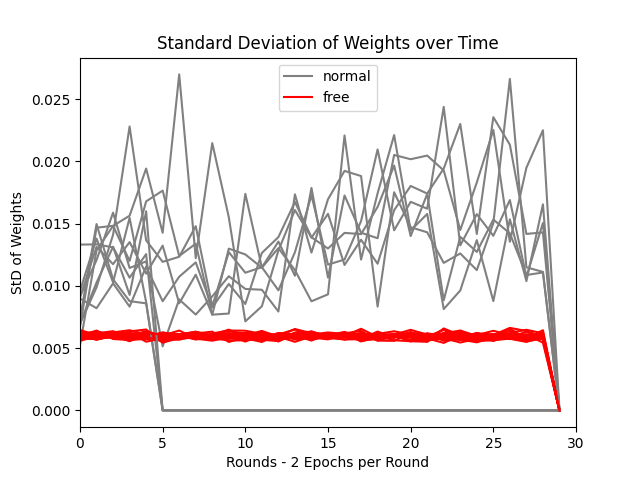 Standard Deviation of Weights over Time
normal
free
StD of Weights
0.025
0.020
0.015
0.010
0.005
0.000
0 5 10 15 20 25 30
Rounds - 2 Epochs per Round